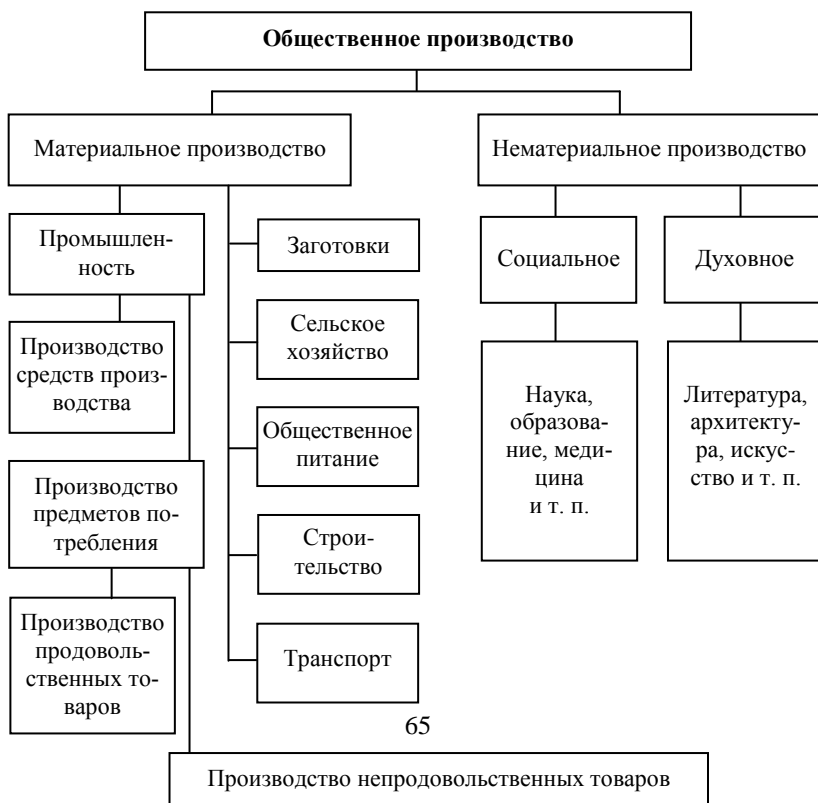 Общественное производство
Материальное производство
Нематериальное производство
Промышлен-
ность
Заготовки
Социальное
Духовное
Производство
средств произ-
водства
Сельское
хозяйство
Наука,
образова-
ние, меди-
цина
и т. п.
Литература,
архитекту-
ра, искус-
ство и т. п.
Общественное
питание
Производство
предметов по-
требления
Строи-
тельство
Производство
продоволь-
ственных то-
варов
Транспорт
65
Производство непродовольственных товаров